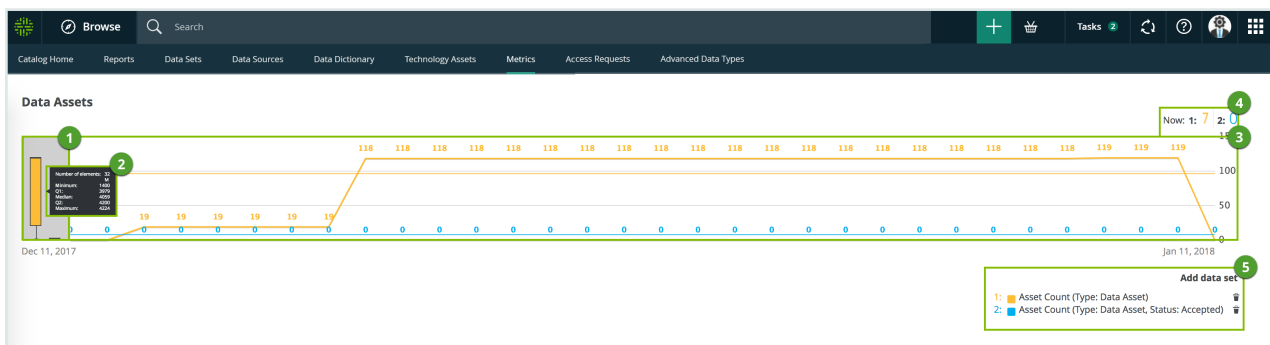 Browse Search Tasks 2
Catalog Home Reports Data Sets Data Sources Data Dictionary Technology Assets Metrics Access Requests Advanced Data Types
Data Assets
4
Now: 1: 7 2: 0
1
3
118 118 118 118 118 118 118 118 118 118 118 118 118 118 118 118 118 118 118 118 119 119 119
2
Number of elements: 32
M
Minimum: 1400
Q1: 3979
Median: 4059
Q2: 4200
Maximum: 4224
100
50
19 19 19 19 19 19
0 0 0 0 0 0 0 0 0 0 0 0 0 0 0 0 0 0 0 0 0 0 0 0 0 0 0 0 0 0 0 0
0
Dec 11, 2017 Jan 11, 2018
5
Add data set
1: Asset Count (Type: Data Asset)
2: Asset Count (Type: Data Asset, Status: Accepted)